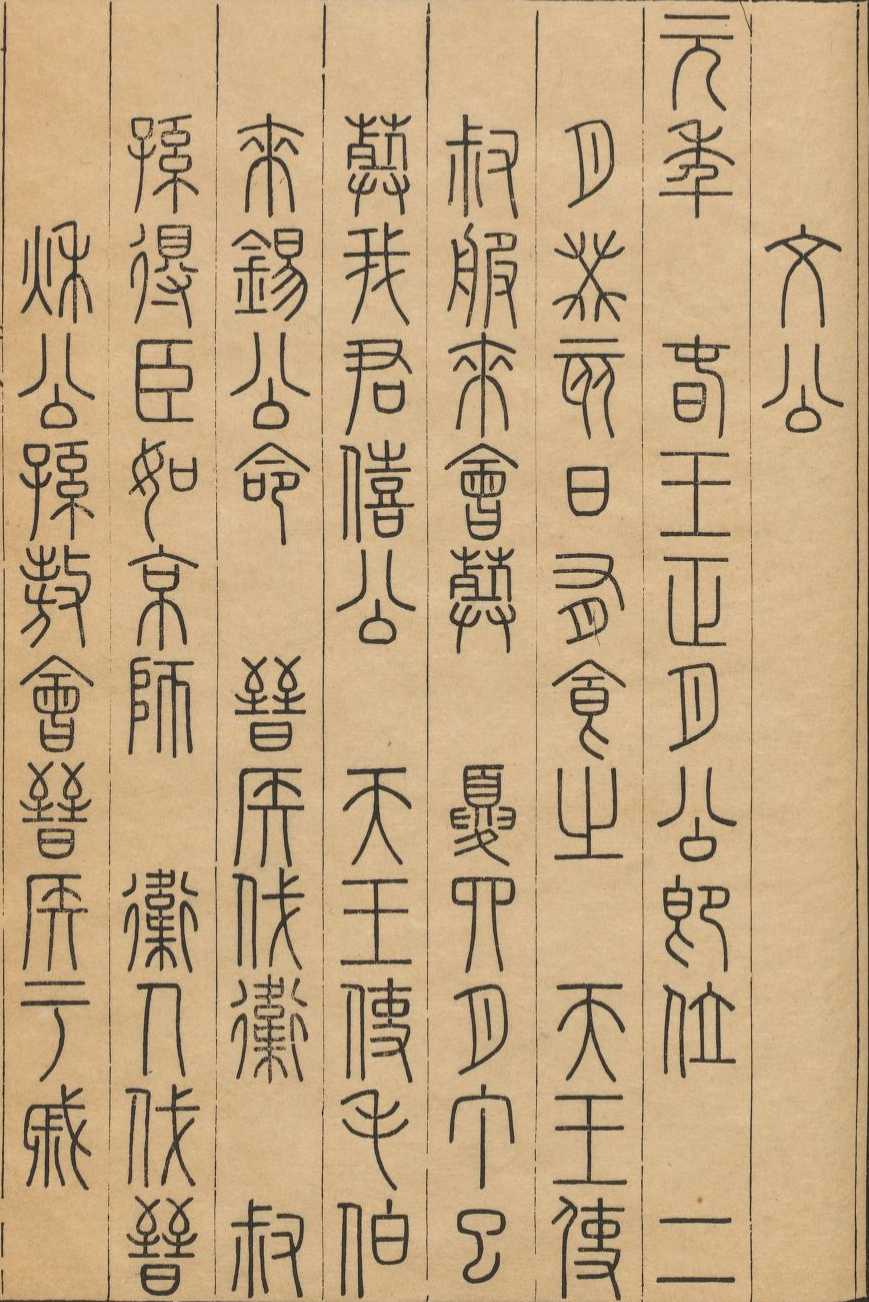 文公
元年 春王正月公即位 二
月癸亥日有食之 天王使
叔服來會葬 夏四月丁巳
葬我君僖公 天王使毛伯
來錫公命 晉侯伐衛 叔
孫得臣如京師 衛人伐晉
秋公孫敖會晉侯于戚